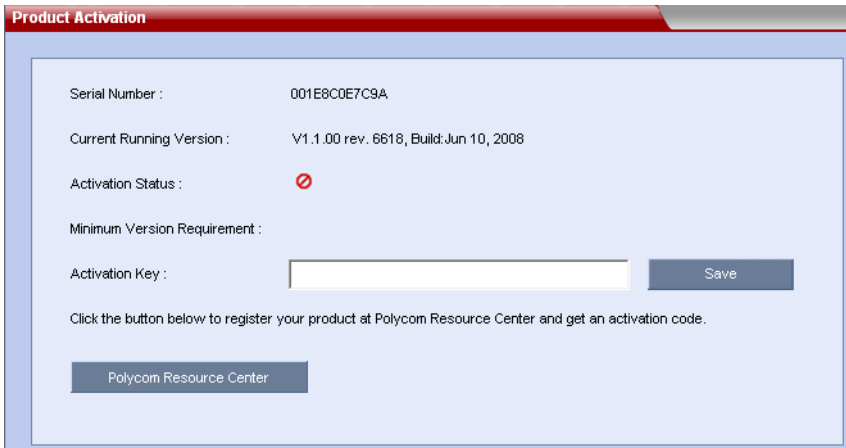 Product Activation
Serial Number : 001E8C0E7C9A
Current Running Version : V1.1.00 rev. 6618, Build:Jun 10, 2008
Activation Status :
Minimum Version Requirement :
Activation Key : Save
Click the button below to register your product at Polycom Resource Center and get an activation code.
Polycom Resource Center